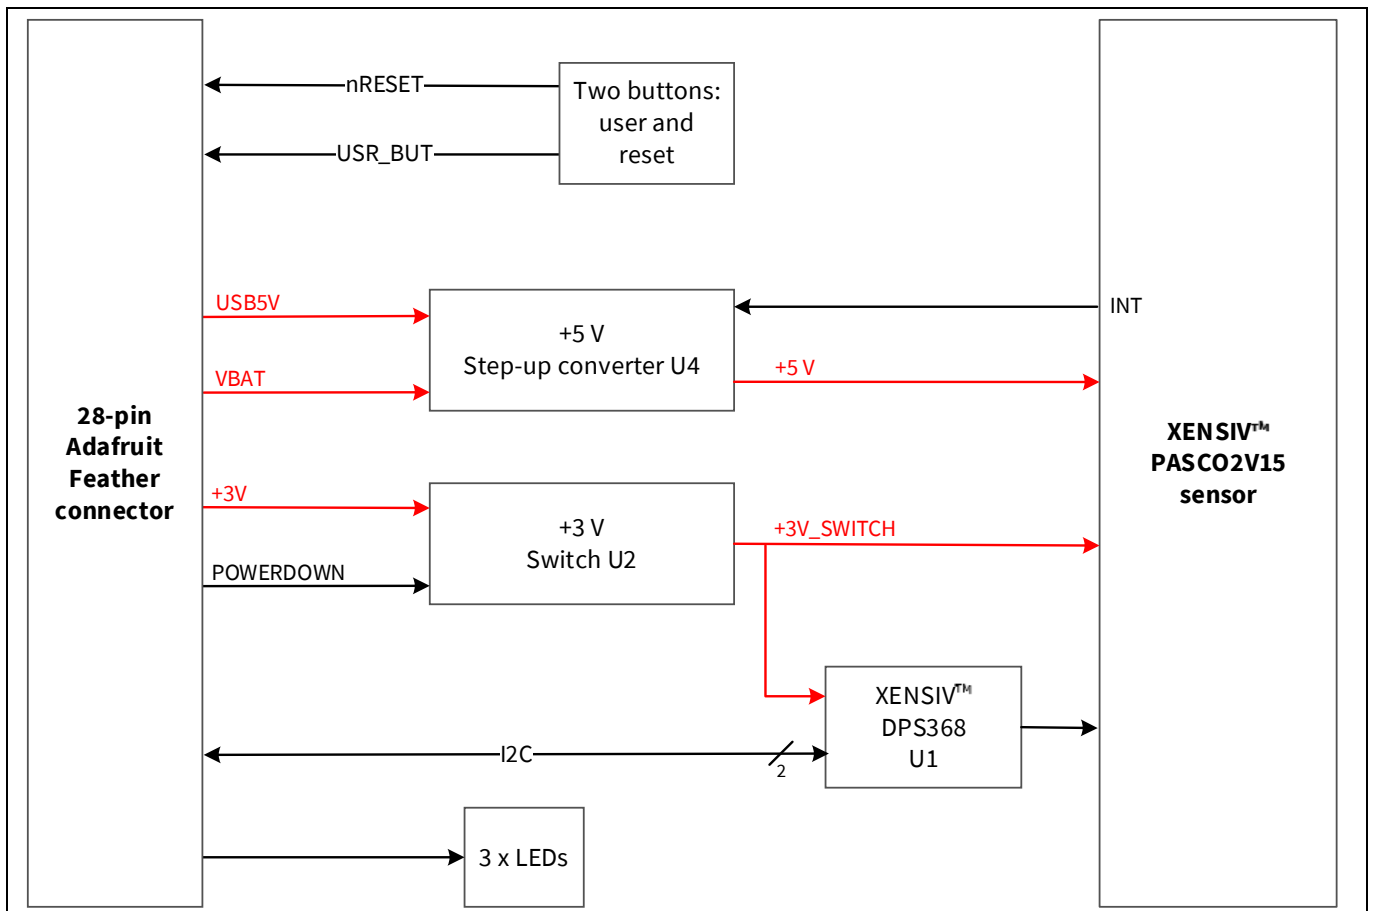 nRESET
Two buttons:
user and
reset
USR_BUT
USB5V
INT
+5 V
Step-up converter U4
+5 V
VBAT
28-pin
Adafruit
Feather
connector
XENSIV™
PASCO2V15
sensor
+3V
+3 V
Switch U2
+3V_SWITCH
POWERDOWN
XENSIV™
DPS368
U1
I2C
2
3 x LEDs